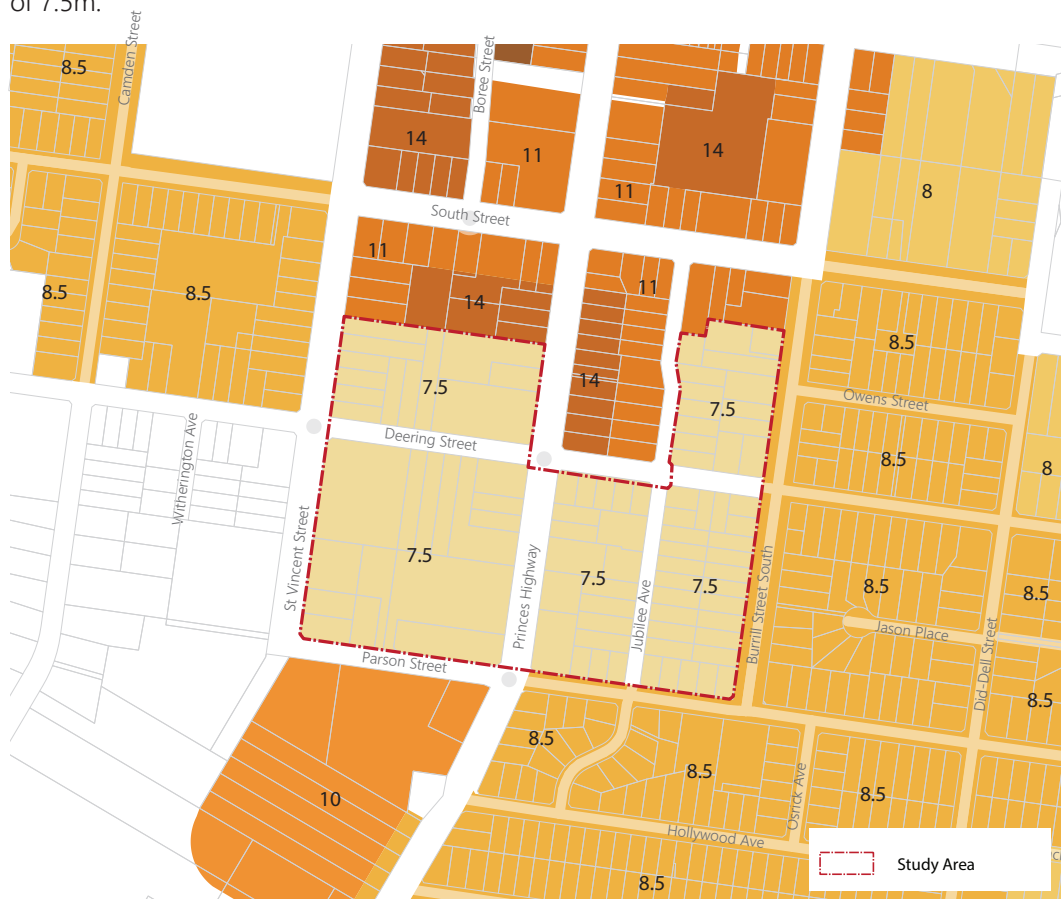 of 7.5m.
Camden Street
Boree Street
8.5
14
11
14
11
8
South Street
11
11
8.5
8.5
14
8.5
14
7.5
7.5
Owens Street
Deering Street
8.5
8
Witherington Ave
St Vincent Street
7.5
Princes Highway
7.5
Jubilee Ave
7.5
Burrill Street South
8.5
8.5
Jason Place
Did-Dell Street
Parson Street
8.5
8.5
8.5
8.5
10
Osrick Ave
Hollywood Ave
8.5
Study Area